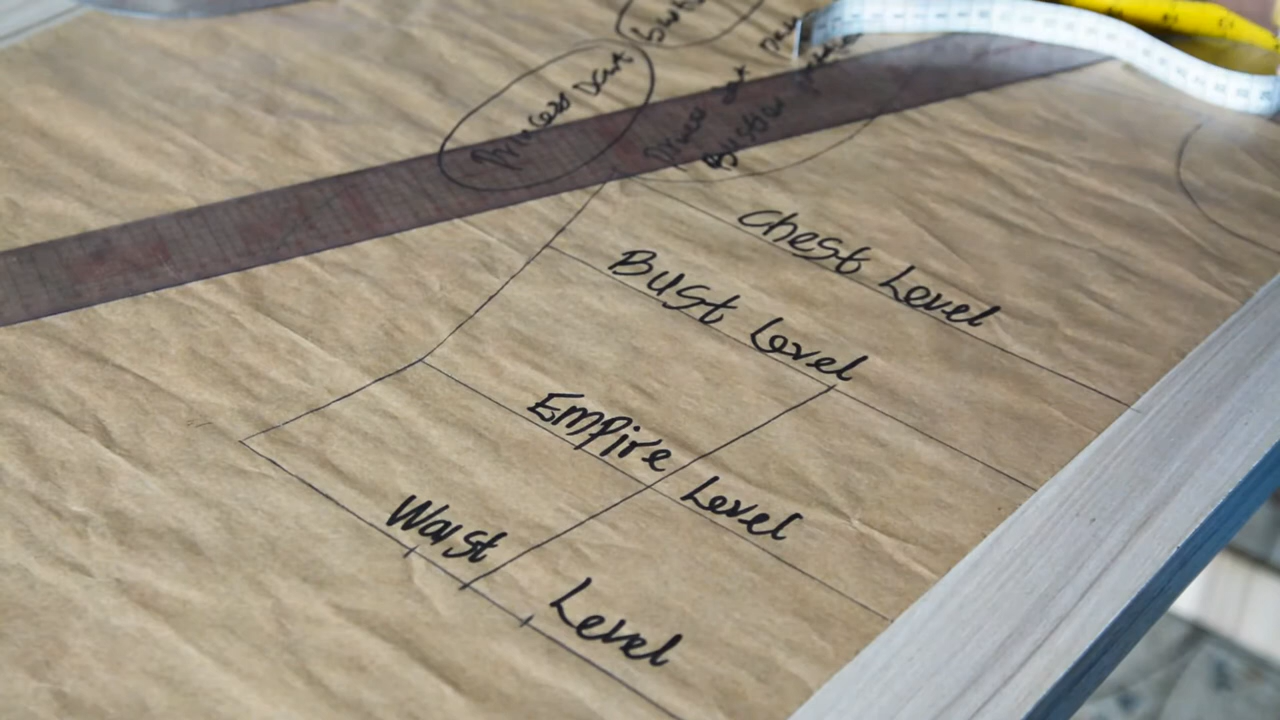 Princess Dart
Chest Level
Bust Level
Empire Level
Waist Level